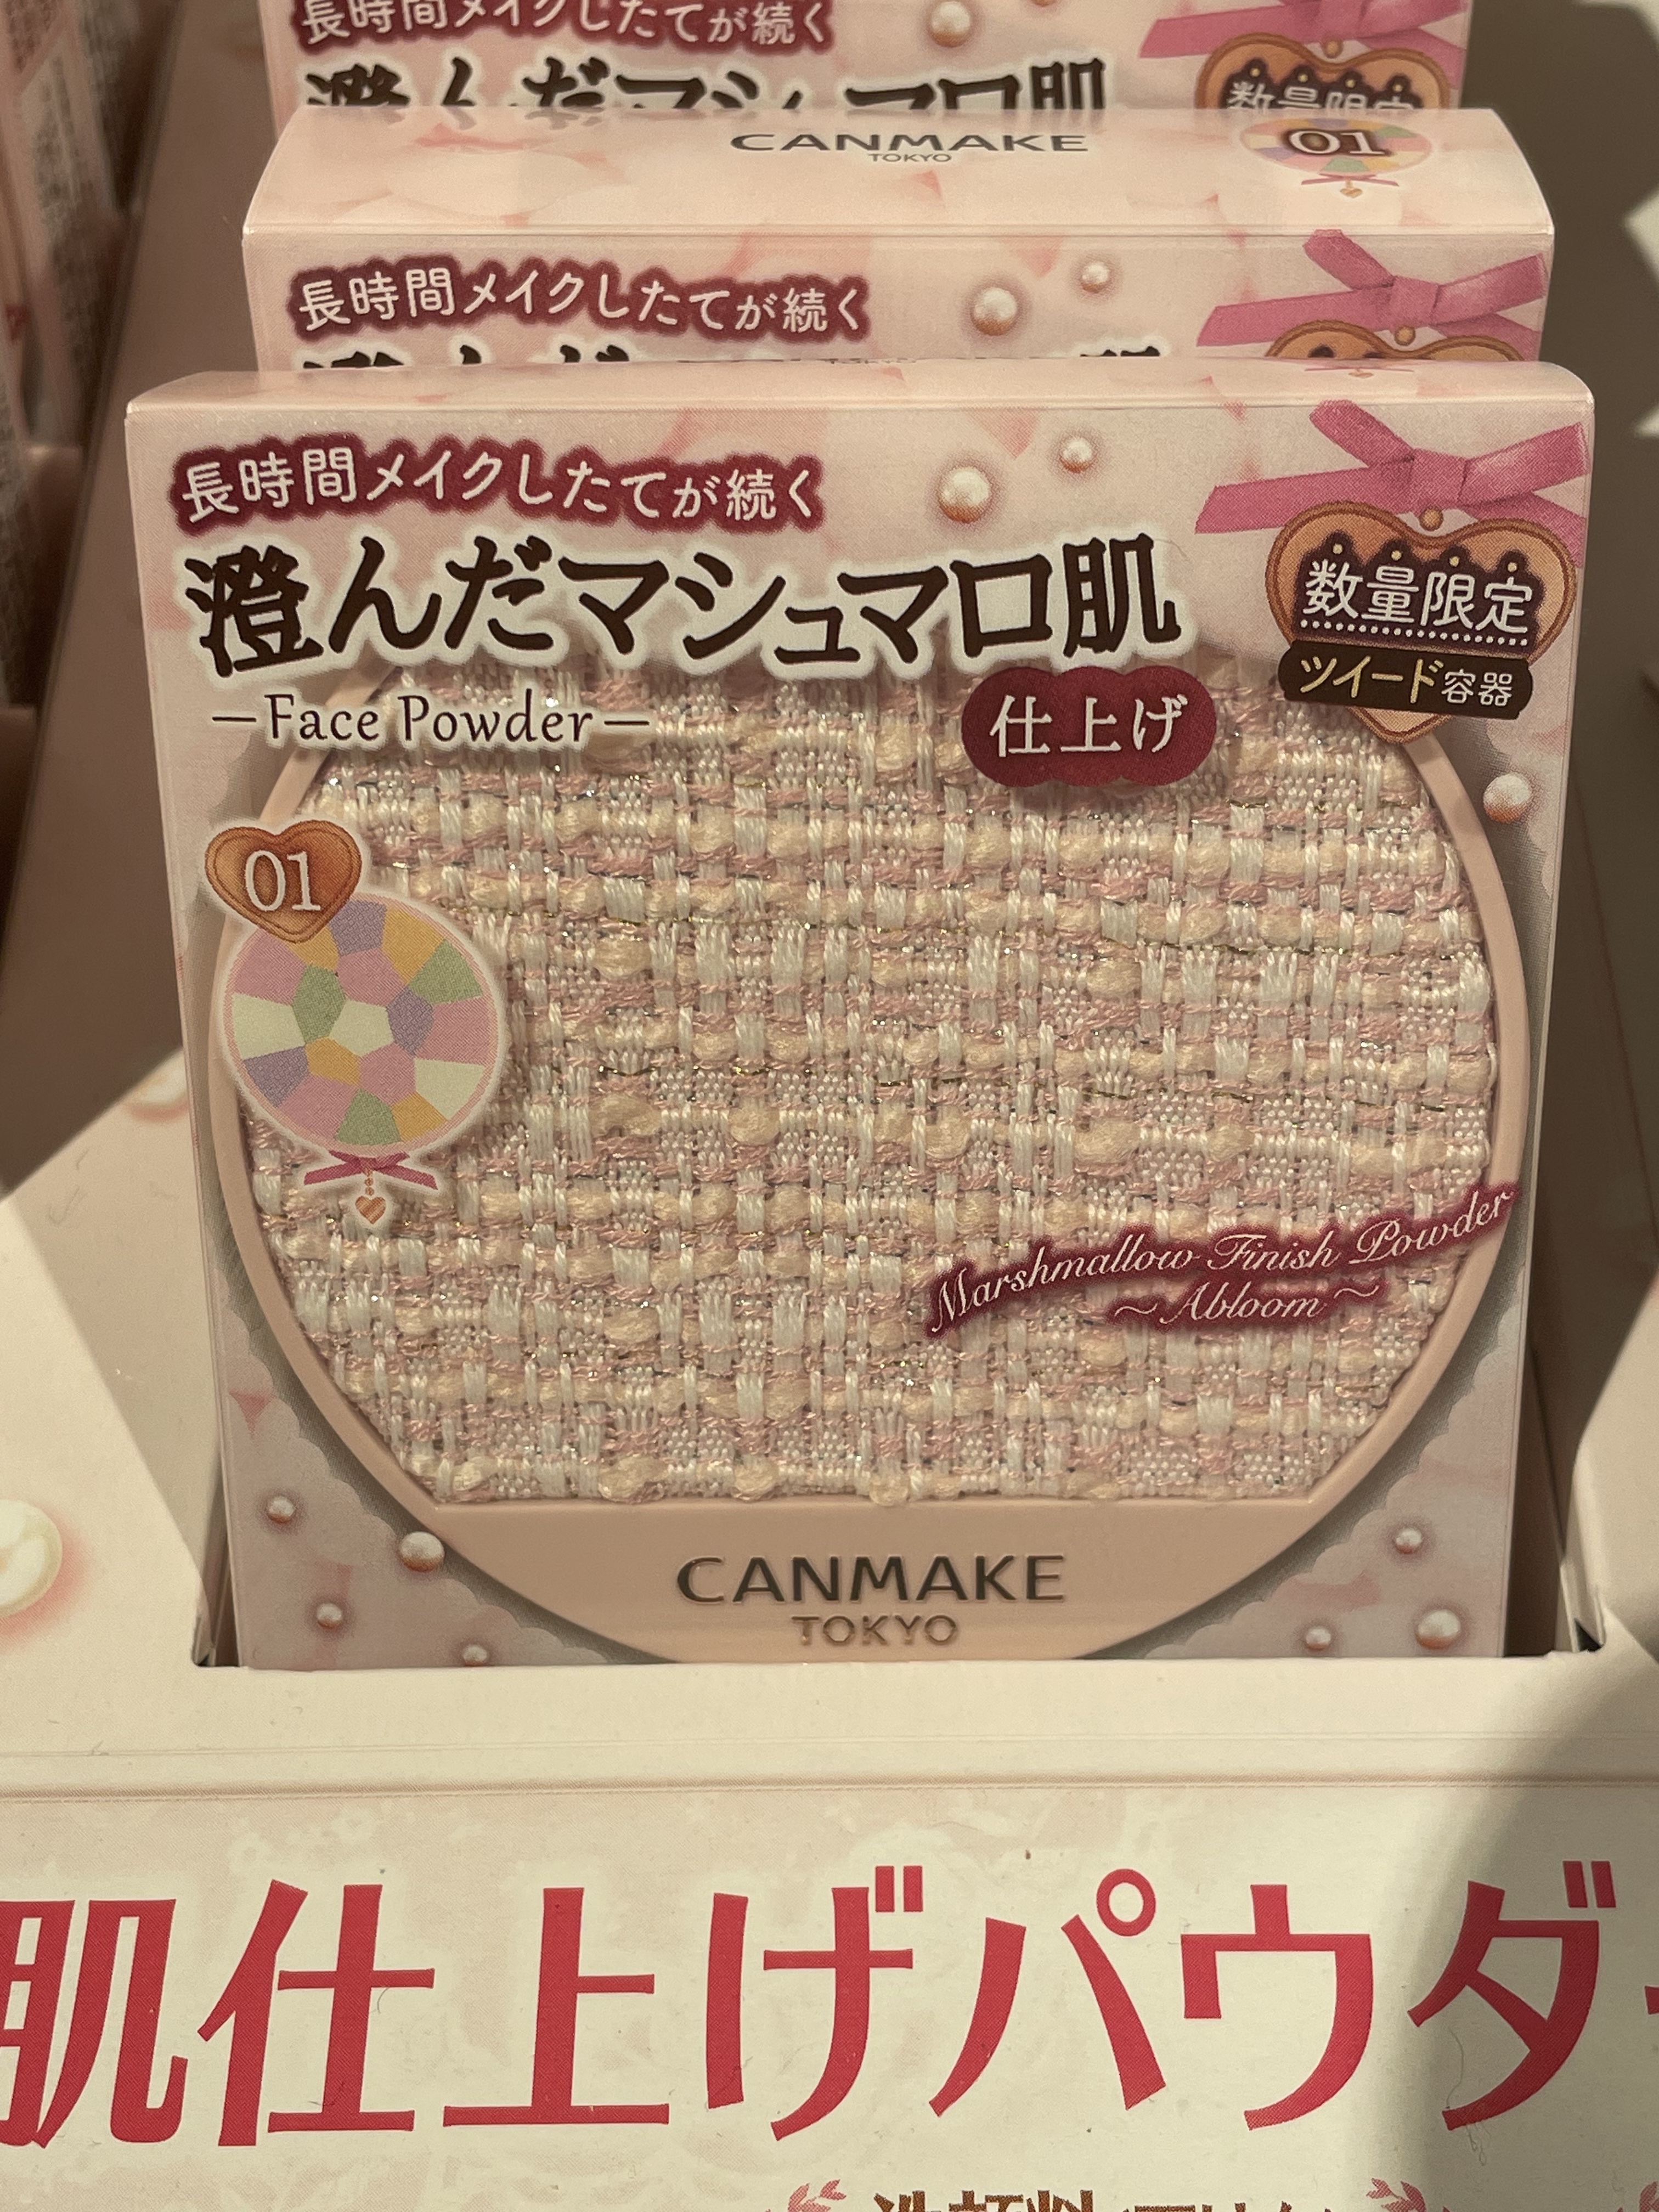 長時間メイクしたてが続く
澄んだマシュマロ肌
数量限定
CANMAKE
TOKYO
01
長時間メイクしたてが続く
長時間メイクしたてが続く
澄んだマシュマロ肌
数量限定
ツイード容器
—Face Powder—
仕上げ
01
Marshmallow Finish Powder
～Abloom～
CANMAKE
TOKYO
肌仕上げパウダ